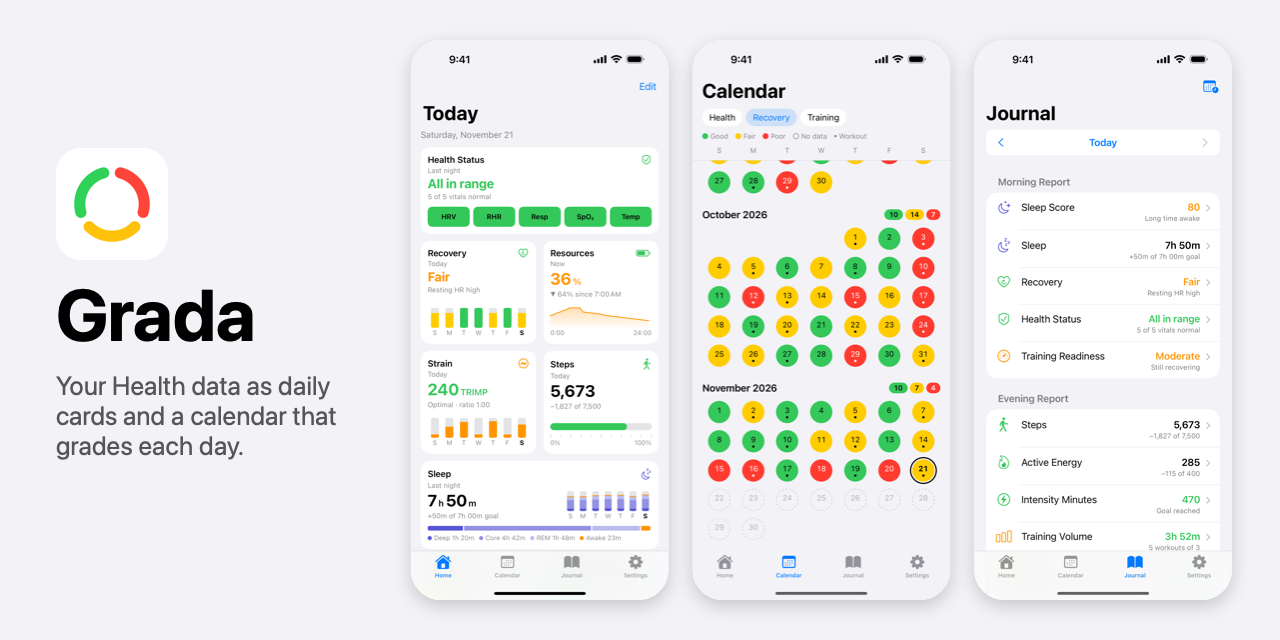 Grada
Your Health data as daily
cards and a calendar that
grades each day.
9:41
Edit
Today
Saturday, November 21
Health Status
Last night
All in range
5 of 5 vitals normal
HRV RHR Resp SpO₂ Temp
Recovery
Today
Fair
Resting HR high
S M T W T F S
Resources
Now
36 %
▼ 64% since 7:00 AM
0:00 24:00
Strain
Today
240 TRIMP
Optimal · ratio 1.00
S M T W T F S
Steps
Today
5,673
−1,827 of 7,500
0% 100%
Sleep
Last night
7h 50m
+50m of 7h 00m goal
S M T W T F S
Deep 1h 20m Core 4h 42m REM 1h 48m Awake 23m
Home Calendar Journal Settings
9:41
Calendar
Health Recovery Training
Good Fair Poor No data Workout
S M T W T F S
27 28 29 30
October 2026 10 14 7
1 2 3
4 5 6 7 8 9 10
11 12 13 14 15 16 17
18 19 20 21 22 23 24
25 26 27 28 29 30 31
November 2026 10 7 4
1 2 3 4 5 6 7
8 9 10 11 12 13 14
15 16 17 18 19 20 21
22 23 24 25 26 27 28
29 30
Home Calendar Journal Settings
9:41
Journal
Today
Morning Report
Sleep Score 80
Long time awake
Sleep 7h 50m
+50m of 7h 00m goal
Recovery Fair
Resting HR high
Health Status All in range
5 of 5 vitals normal
Training Readiness Moderate
Still recovering
Evening Report
Steps 5,673
−1,827 of 7,500
Active Energy 285
−115 of 400
Intensity Minutes 470
Goal reached
Training Volume 3h 52m
5 workouts of 3
Home Calendar Journal Settings